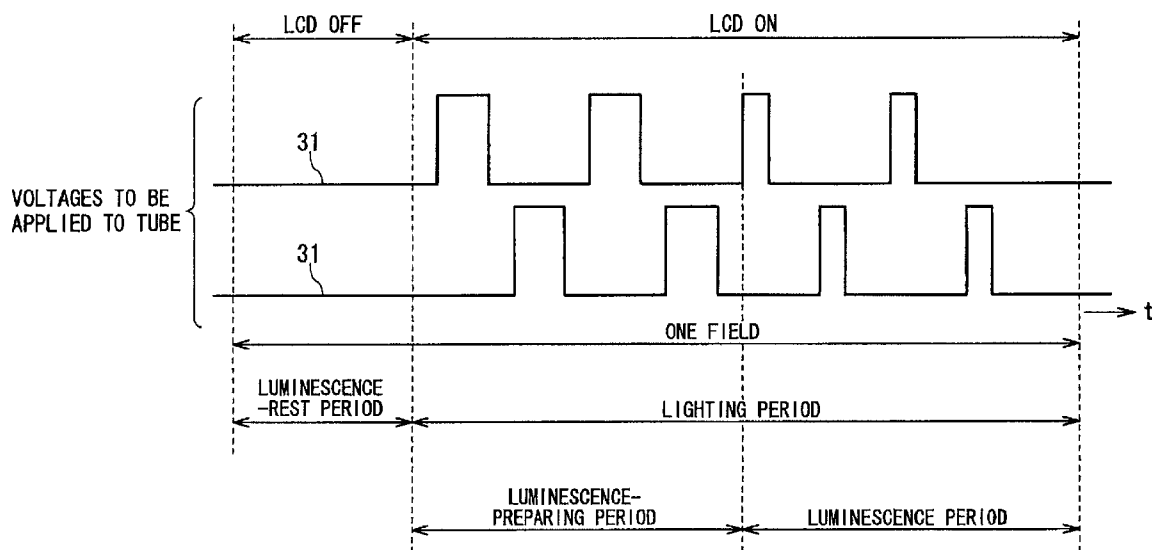 LCD OFF
LCD ON
31
VOLTAGES TO BE
APPLIED TO TUBE
31
t
ONE FIELD
LUMINESCENCE
-REST PERIOD
LIGHTING PERIOD
LUMINESCENCE-
PREPARING PERIOD
LUMINESCENCE PERIOD